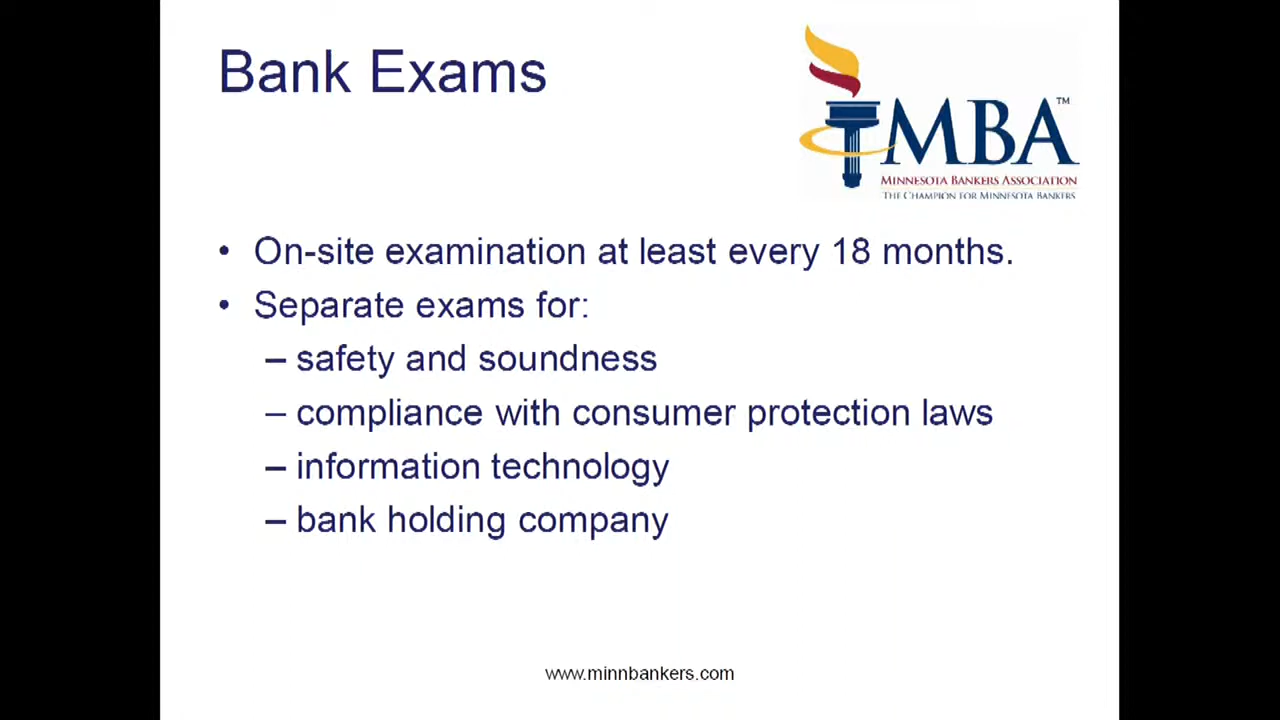 Bank Exams
MBA™
MINNESOTA BANKERS ASSOCIATION
THE CHAMPION FOR MINNESOTA BANKERS
• On-site examination at least every 18 months.
• Separate exams for:
– safety and soundness
– compliance with consumer protection laws
– information technology
– bank holding company
www.minnbankers.com